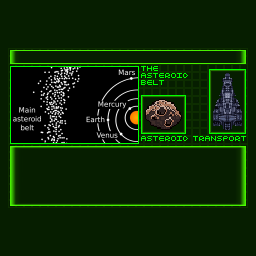 Mars
Mercury
Earth
Venus
Main
asteroid
belt
THE
ASTEROID
BELT
ASTEROID TRANSPORT